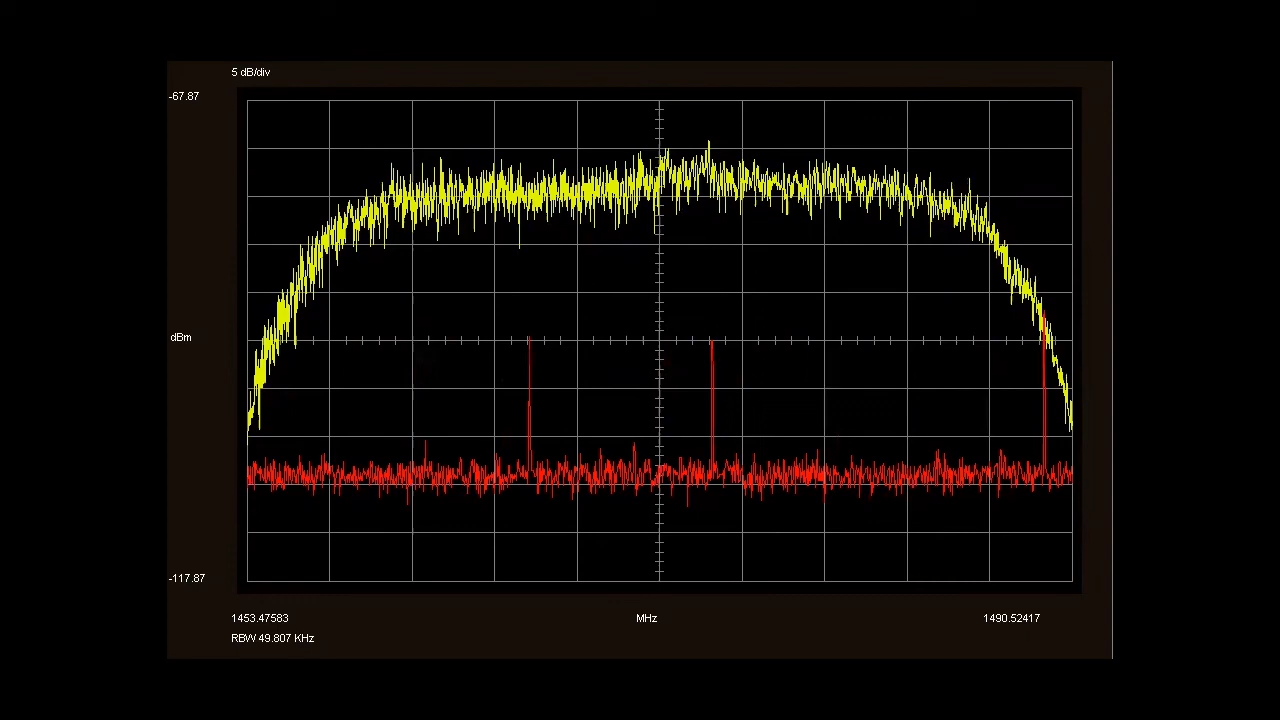 5 dB/div
-67.87
dBm
-117.87
1453.47583 MHz 1490.52417
RBW 49.807 KHz